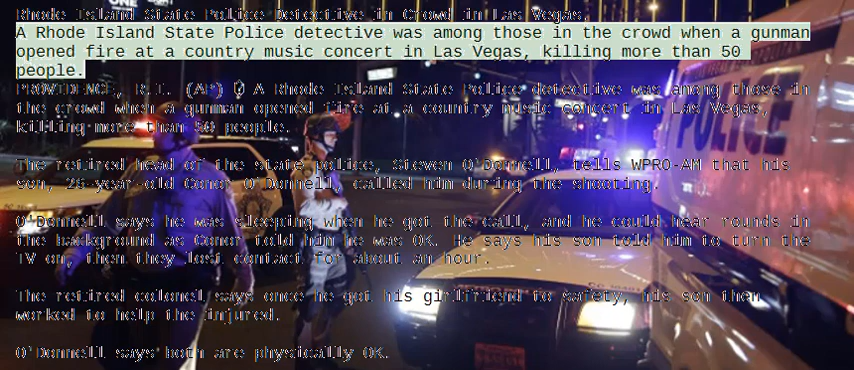 Rhode Island State Police Detective in Crowd in Las Vegas.
A Rhode Island State Police detective was among those in the crowd when a gunman
opened fire at a country music concert in Las Vegas, killing more than 50
people.
PROVIDENCE, R.I. (AP) � A Rhode Island State Police detective was among those in
the crowd when a gunman opened fire at a country music concert in Las Vegas,
killing more than 50 people.
The retired head of the state police, Steven O'Donnell, tells WPRO-AM that his
son, 26-year-old Conor O'Donnell, called him during the shooting.
O'Donnell says he was sleeping when he got the call, and he could hear rounds in
the background as Conor told him he was OK. He says his son told him to turn the
TV on, then they lost contact for about an hour.
The retired colonel says once he got his girlfriend to safety, his son then
worked to help the injured.
O'Donnell says both are physically OK.
POLICE